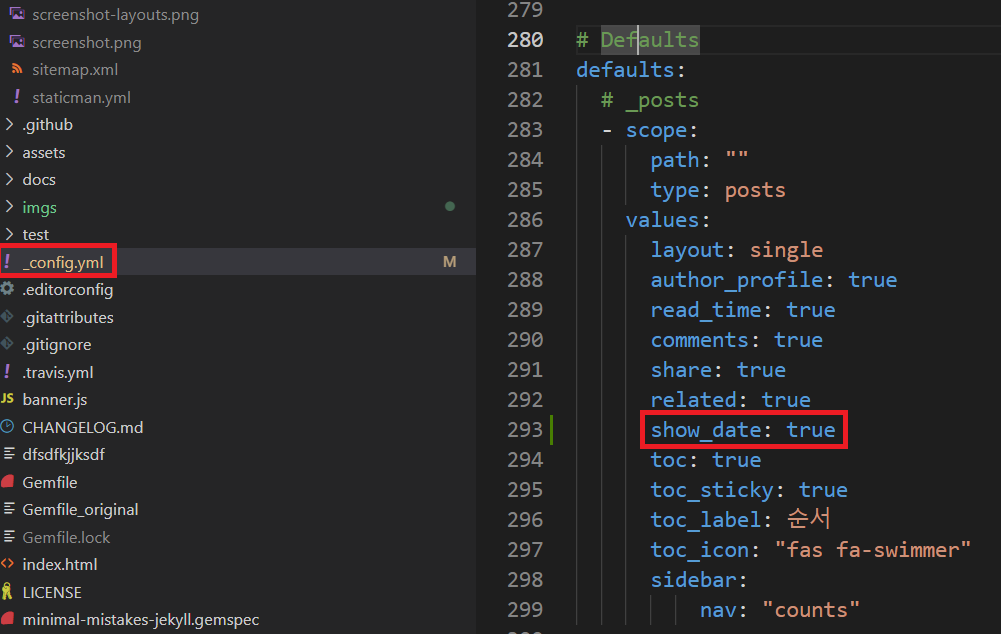 screenshot-layouts.png
screenshot.png
sitemap.xml
! staticman.yml
> .github
> assets
> docs
> imgs
> test
! _config.yml M
.editorconfig
.gitattributes
.gitignore
! .travis.yml
JS banner.js
CHANGELOG.md
dfsdfkjjksdf
Gemfile
Gemfile_original
Gemfile.lock
<> index.html
LICENSE
minimal-mistakes-jekyll.gemspec
279
280 # Defaults
281 defaults:
282 # _posts
283 - scope:
284 path: ""
285 type: posts
286 values:
287 layout: single
288 author_profile: true
289 read_time: true
290 comments: true
291 share: true
292 related: true
293 show_date: true
294 toc: true
295 toc_sticky: true
296 toc_label: 순서
297 toc_icon: "fas fa-swimmer"
298 sidebar:
299 nav: "counts"